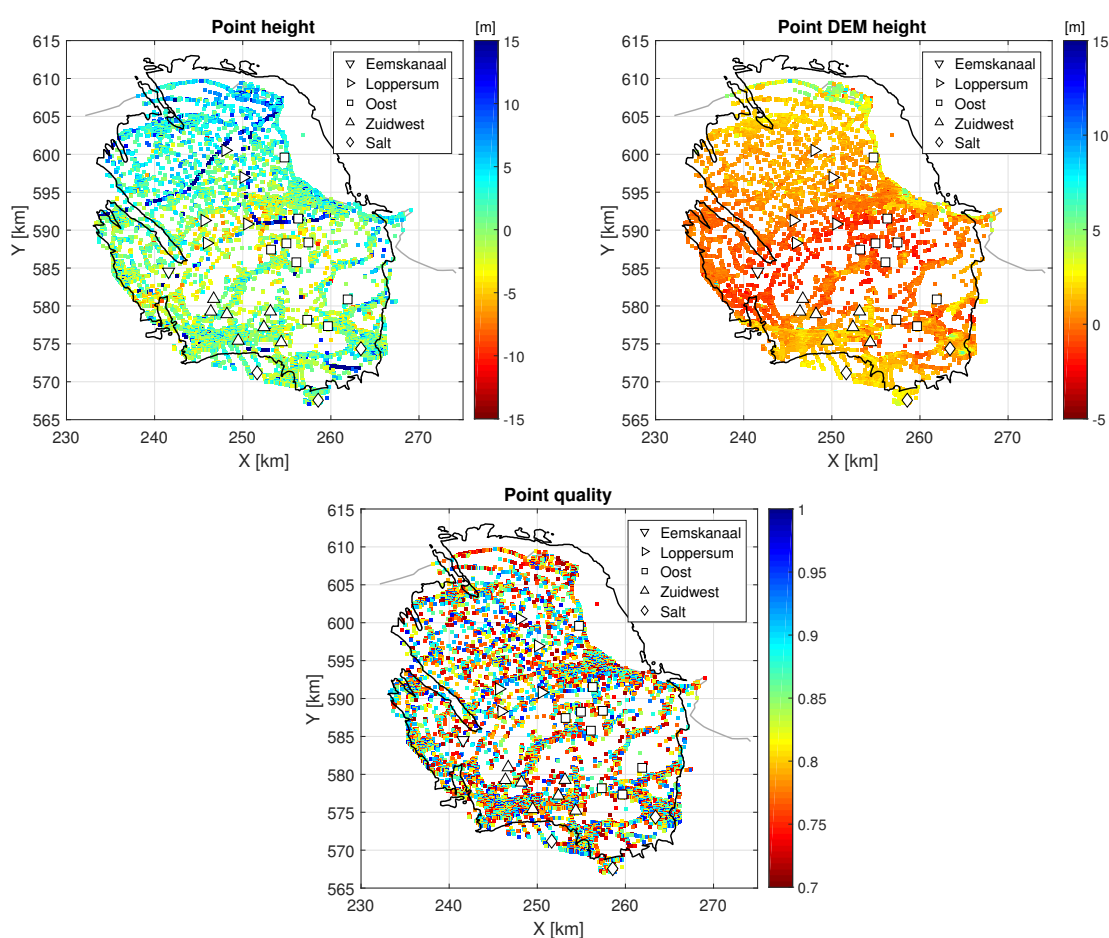 Point height
[m]
Y [km]
615
610
605
600
595
590
585
580
575
570
565
230
240
250
260
270
X [km]
Eemskanaal
Loppersum
Oost
Zuidwest
Salt
15
10
5
0
-5
-10
-15
Point DEM height
[m]
Y [km]
615
610
605
600
595
590
585
580
575
570
565
230
240
250
260
270
X [km]
Eemskanaal
Loppersum
Oost
Zuidwest
Salt
15
10
5
0
-5
Point quality
Y [km]
615
610
605
600
595
590
585
580
575
570
565
230
240
250
260
270
X [km]
Eemskanaal
Loppersum
Oost
Zuidwest
Salt
1
0.95
0.9
0.85
0.8
0.75
0.7